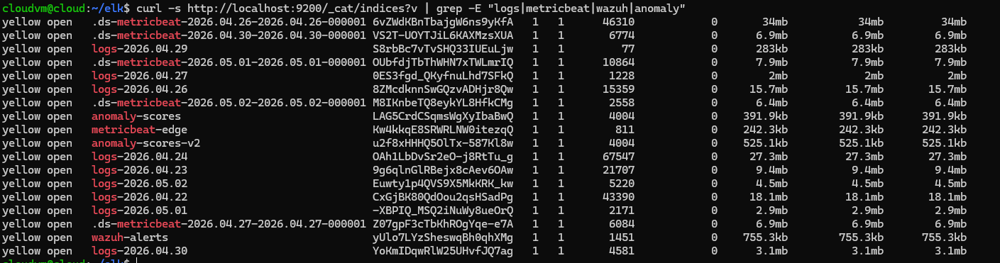 cloudvm@cloud:~/elk$ curl -s http://localhost:9200/_cat/indices?v | grep -E "logs|metricbeat|wazuh|anomaly"
yellow open .ds-metricbeat-2026.04.26-2026.04.26-000001 6vZWdKBnTbajgW6ns9yKfA 1 1 46310 0 34mb 34mb 34mb
yellow open .ds-metricbeat-2026.04.30-2026.04.30-000001 VS2T-UOYTJiL6KAXMzsXUA 1 1 6774 0 6.9mb 6.9mb 6.9mb
yellow open logs-2026.04.29 S8rbBc7vTvSHQ33IUEuLjw 1 1 77 0 283kb 283kb 283kb
yellow open .ds-metricbeat-2026.05.01-2026.05.01-000001 OUbfdjTbThWHN7xTWLmrIQ 1 1 10864 0 7.9mb 7.9mb 7.9mb
yellow open logs-2026.04.27 0ES3fgd_QKyfnuLhd7SFkQ 1 1 1228 0 2mb 2mb 2mb
yellow open logs-2026.04.26 8ZMcdknnSwGQzvADHjr8Qw 1 1 15359 0 15.7mb 15.7mb 15.7mb
yellow open .ds-metricbeat-2026.05.02-2026.05.02-000001 M8IKnbeTQ8eykYL8HfkCMg 1 1 2558 0 6.4mb 6.4mb 6.4mb
yellow open anomaly-scores LAG5CrdCSqmsWgXyIbaBwQ 1 1 4004 0 391.9kb 391.9kb 391.9kb
yellow open metricbeat-edge Kw4kkqE8SRWRLNW0itezqQ 1 1 811 0 242.3kb 242.3kb 242.3kb
yellow open anomaly-scores-v2 u2f8xHHHQ5OlTx-587Kl8w 1 1 4004 0 525.1kb 525.1kb 525.1kb
yellow open logs-2026.04.24 OAh1LbDvSr2eO-j8RtTu_g 1 1 67547 0 27.3mb 27.3mb 27.3mb
yellow open logs-2026.04.23 9g6qlnGlRBejx8cAev6OAw 1 1 21707 0 9.4mb 9.4mb 9.4mb
yellow open logs-2026.05.02 Euwty1p4QVS9X5MkKRK_kw 1 1 5220 0 4.5mb 4.5mb 4.5mb
yellow open logs-2026.04.22 CxGjBK80QdOou2qsHSadPg 1 1 43390 0 18.1mb 18.1mb 18.1mb
yellow open logs-2026.05.01 -XBPIQ_MSQ2iNuWy8ueOrQ 1 1 2171 0 2.9mb 2.9mb 2.9mb
yellow open .ds-metricbeat-2026.04.27-2026.04.27-000001 Z07gpF3cTbKhROgYqe-e7A 1 1 6084 0 6.9mb 6.9mb 6.9mb
yellow open wazuh-alerts yUlo7LYzSheswqBh0qhXMg 1 1 1451 0 755.3kb 755.3kb 755.3kb
yellow open logs-2026.04.30 YoKmIDqwRlW25UHvfJQ7ag 1 1 4581 0 3.1mb 3.1mb 3.1mb
cloudvm@cloud:~/elk$